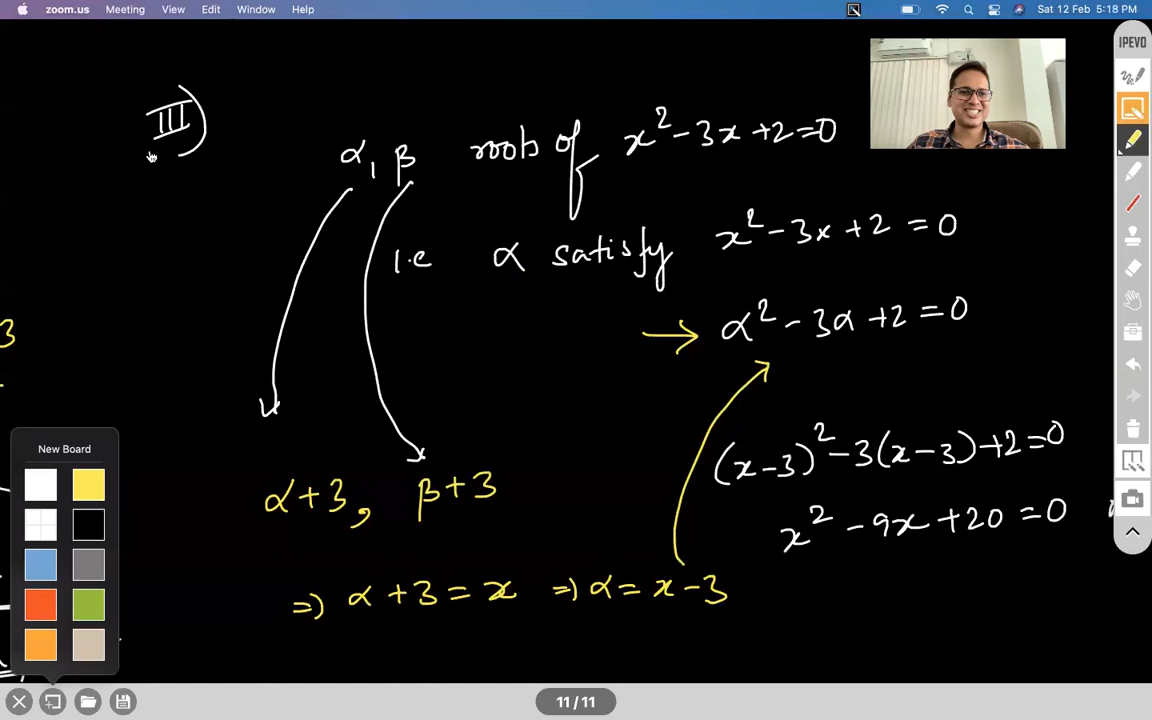 zoom.us Meeting View Edit Window Help Sat 12 Feb 5:18 PM
IPEVO
III)
α, β roots of x² - 3x + 2 = 0
i.e α satisfy x² - 3x + 2 = 0
3
→ α² - 3α + 2 = 0
New Board
(x-3)² - 3(x-3) + 2 = 0
α+3, β+3
x² - 9x + 20 = 0
⇒ α + 3 = x ⇒ α = x - 3
11/11